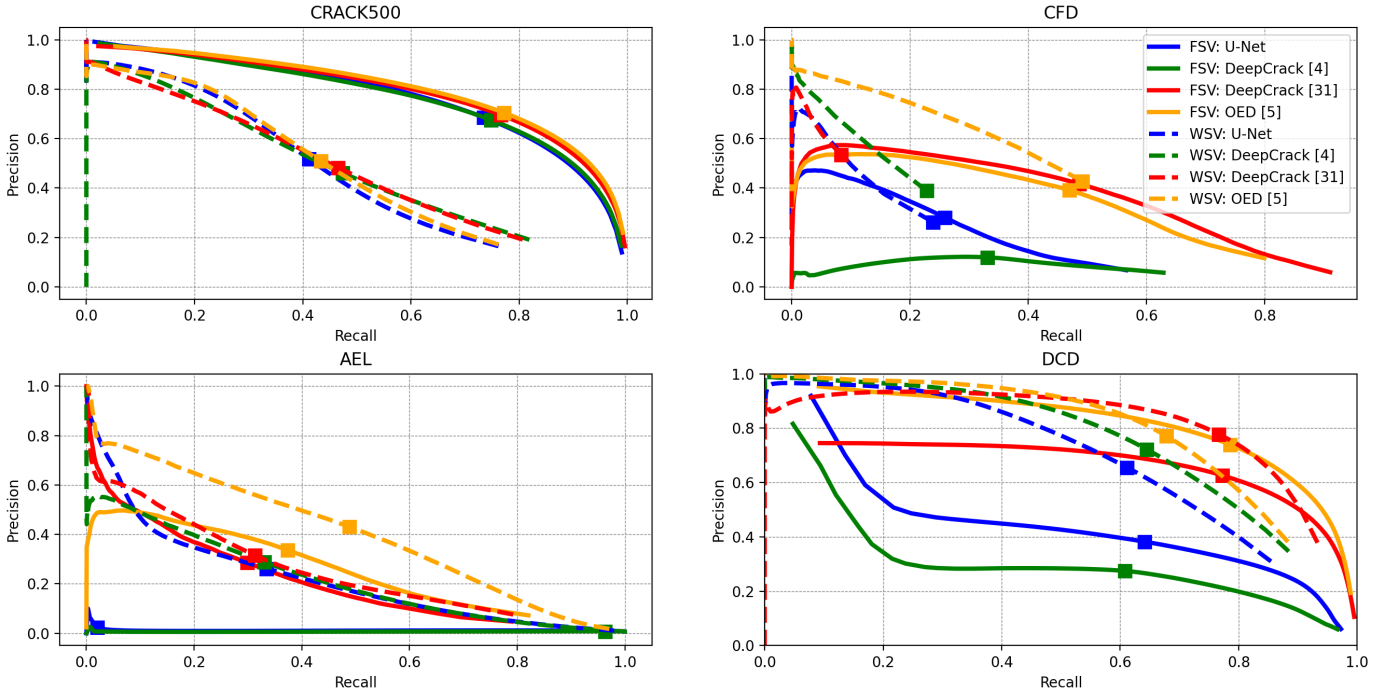 CRACK500
1.0
0.8
0.6
0.4
0.2
0.0
Precision
0.0 0.2 0.4 0.6 0.8 1.0
Recall
CFD
1.0
0.8
0.6
0.4
0.2
0.0
Precision
0.0 0.2 0.4 0.6 0.8
Recall
FSV: U-Net
FSV: DeepCrack [4]
FSV: DeepCrack [31]
FSV: OED [5]
WSV: U-Net
WSV: DeepCrack [4]
WSV: DeepCrack [31]
WSV: OED [5]
AEL
1.0
0.8
0.6
0.4
0.2
0.0
Precision
0.0 0.2 0.4 0.6 0.8 1.0
Recall
DCD
1.0
0.8
0.6
0.4
0.2
0.0
Precision
0.0 0.2 0.4 0.6 0.8 1.0
Recall